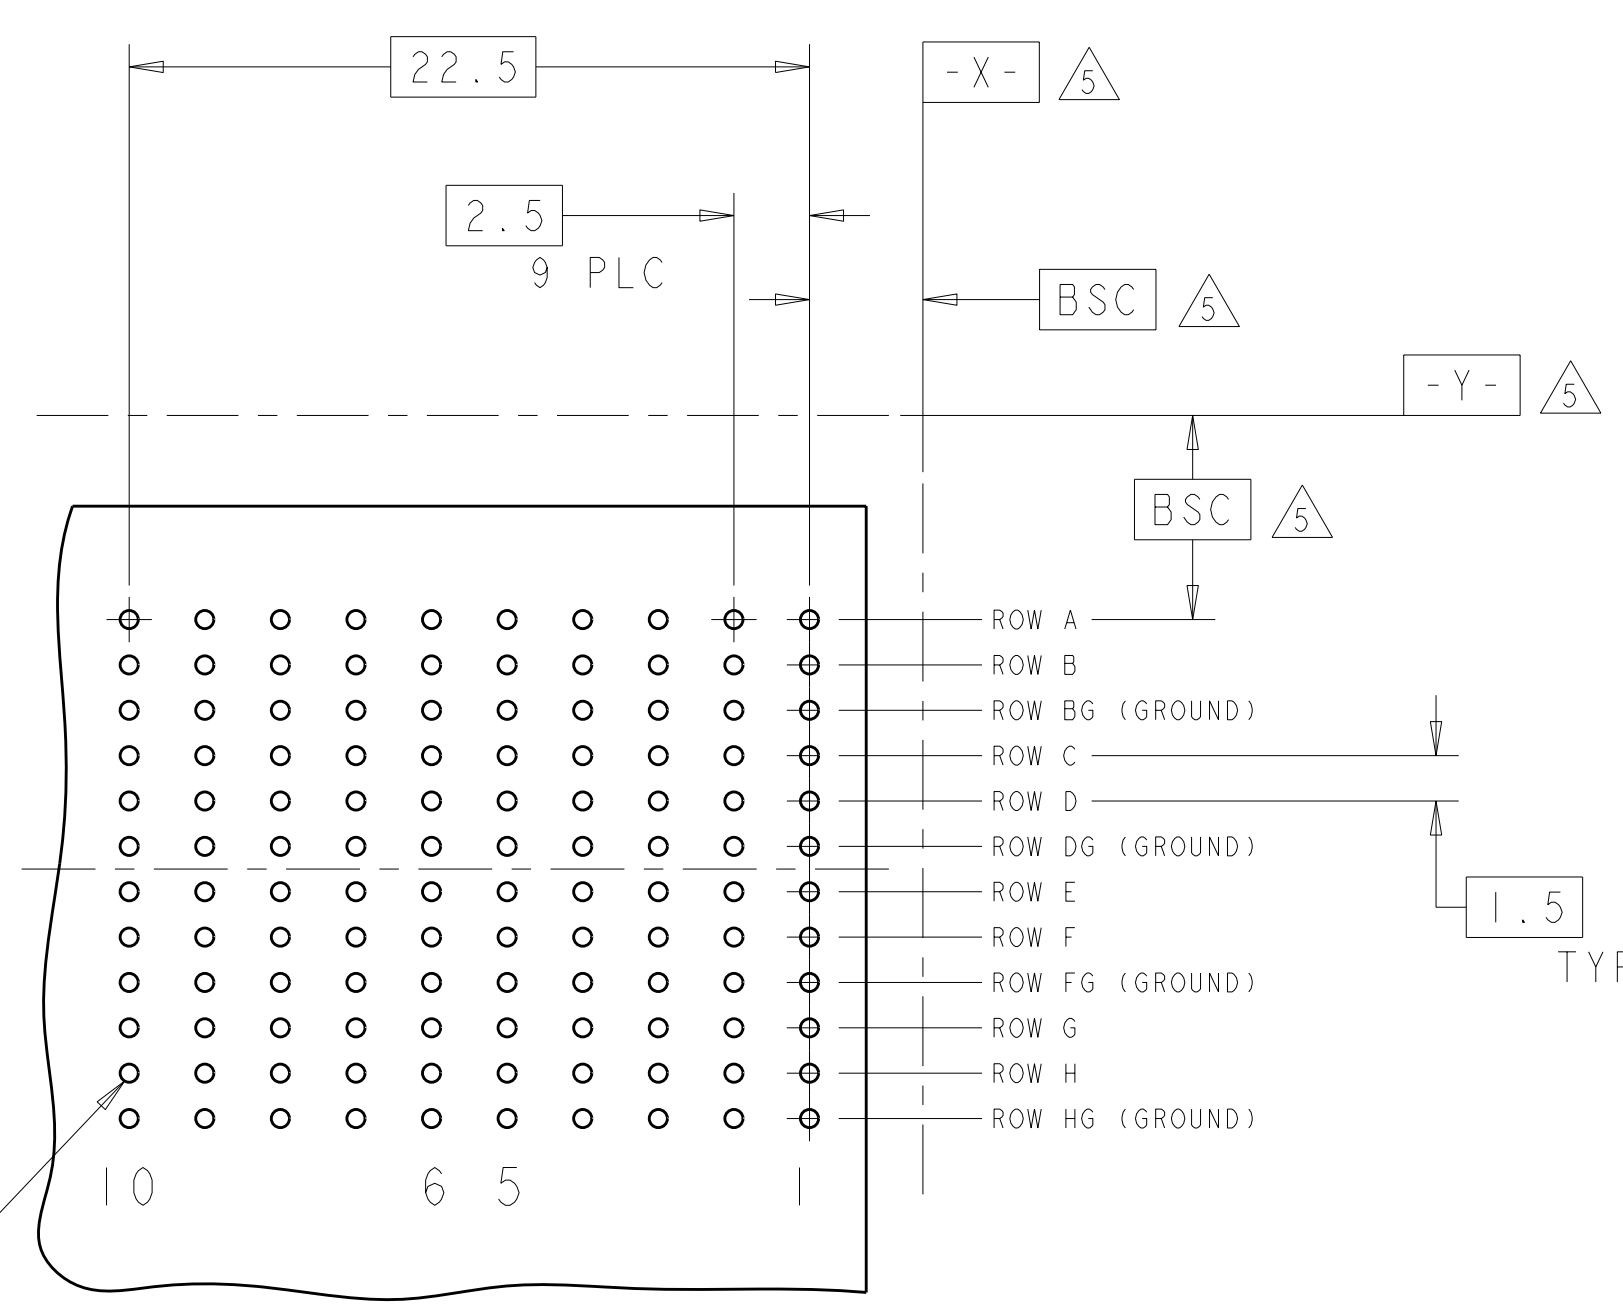 22.5
-X- 5
2.5
9 PLC
BSC 5
-Y- 5
BSC 5
ROW A
ROW B
ROW BG (GROUND)
ROW C
ROW D
ROW DG (GROUND)
ROW E
1.5
ROW F
TYP
ROW FG (GROUND)
ROW G
ROW H
ROW HG (GROUND)
10 6 5 1